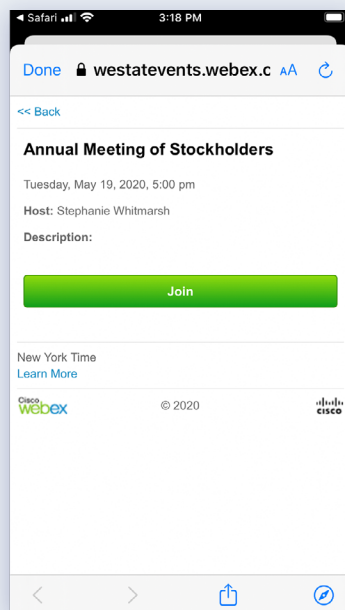 Safari 3:18 PM
Done westatevents.webex.c AA
<< Back
Annual Meeting of Stockholders
Tuesday, May 19, 2020, 5:00 pm
Host: Stephanie Whitmarsh
Description:
Join
New York Time
Learn More
Cisco webex © 2020 cisco